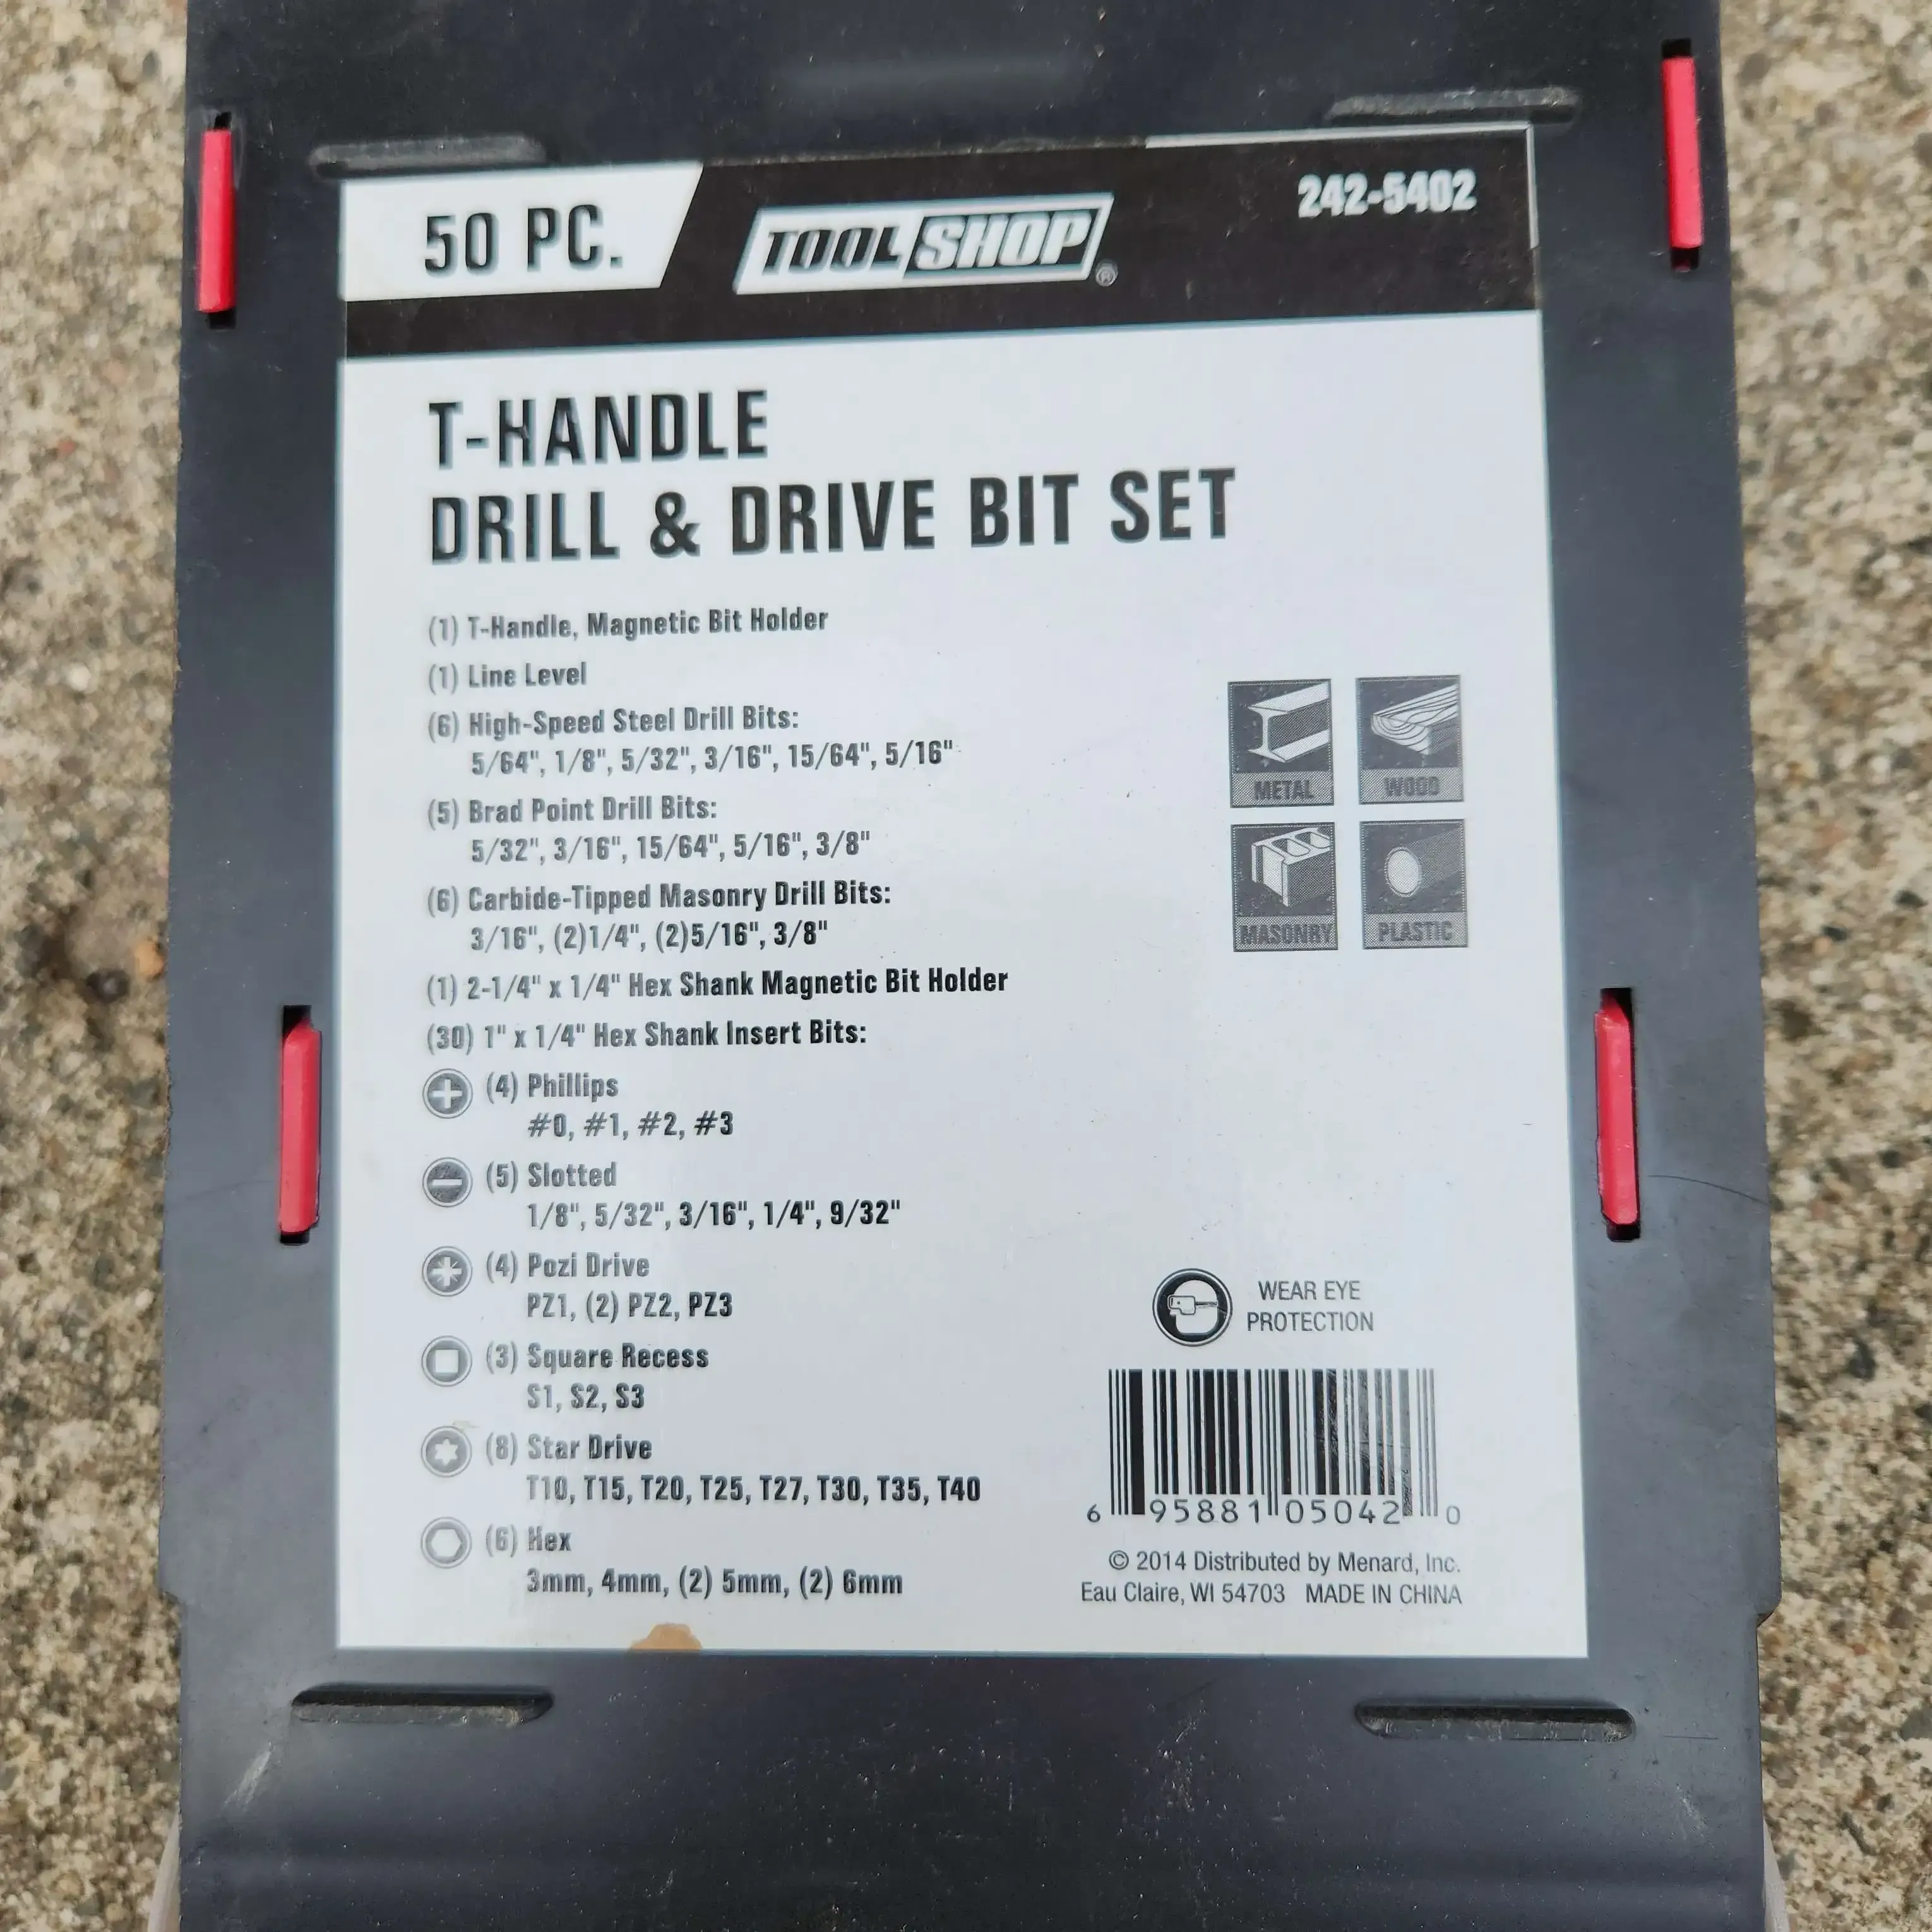 50 PC.
TOOL SHOP®
242-5402
T-HANDLE
DRILL & DRIVE BIT SET
(1) T-Handle, Magnetic Bit Holder
(1) Line Level
(6) High-Speed Steel Drill Bits:
5/64", 1/8", 5/32", 3/16", 15/64", 5/16"
(5) Brad Point Drill Bits:
5/32", 3/16", 15/64", 5/16", 3/8"
(6) Carbide-Tipped Masonry Drill Bits:
3/16", (2)1/4", (2)5/16", 3/8"
(1) 2-1/4" x 1/4" Hex Shank Magnetic Bit Holder
(30) 1" x 1/4" Hex Shank Insert Bits:
(4) Phillips
#0, #1, #2, #3
(5) Slotted
1/8", 5/32", 3/16", 1/4", 9/32"
(4) Pozi Drive
PZ1, (2) PZ2, PZ3
(3) Square Recess
S1, S2, S3
(8) Star Drive
T10, T15, T20, T25, T27, T30, T35, T40
(6) Hex
3mm, 4mm, (2) 5mm, (2) 6mm
METAL
WOOD
MASONRY
PLASTIC
WEAR EYE
PROTECTION
6 95881 05042 0
© 2014 Distributed by Menard, Inc.
Eau Claire, WI 54703 MADE IN CHINA